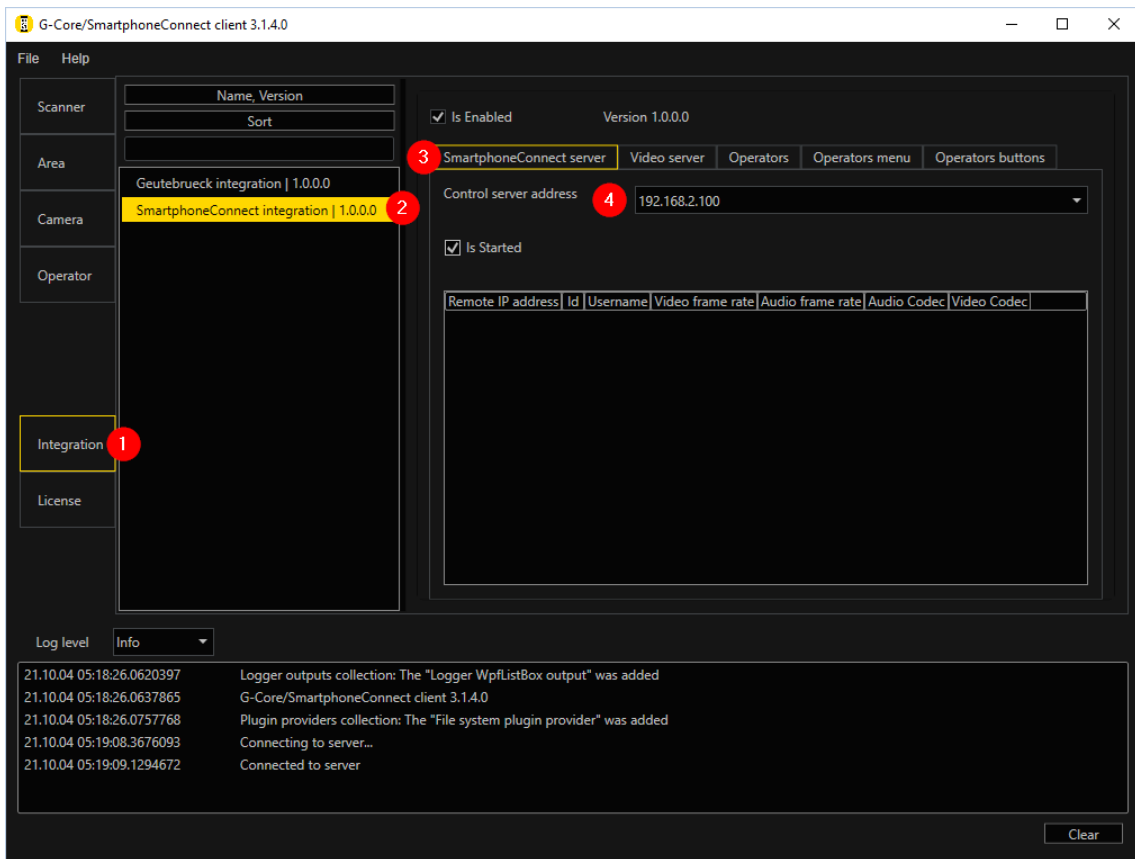 G-Core/SmartphoneConnect client 3.1.4.0
File Help
Scanner
Area
Camera
Operator
Integration 1
License
Name, Version
Sort
Geutebrueck integration | 1.0.0.0
SmartphoneConnect integration | 1.0.0.0 2
Is Enabled Version 1.0.0.0
3 SmartphoneConnect server Video server Operators Operators menu Operators buttons
Control server address 4 192.168.2.100
Is Started
Remote IP address Id Username Video frame rate Audio frame rate Audio Codec Video Codec
Log level Info
21.10.04 05:18:26.0620397 Logger outputs collection: The "Logger WpfListBox output" was added
21.10.04 05:18:26.0637865 G-Core/SmartphoneConnect client 3.1.4.0
21.10.04 05:18:26.0757768 Plugin providers collection: The "File system plugin provider" was added
21.10.04 05:19:08.3676093 Connecting to server...
21.10.04 05:19:09.1294672 Connected to server
Clear